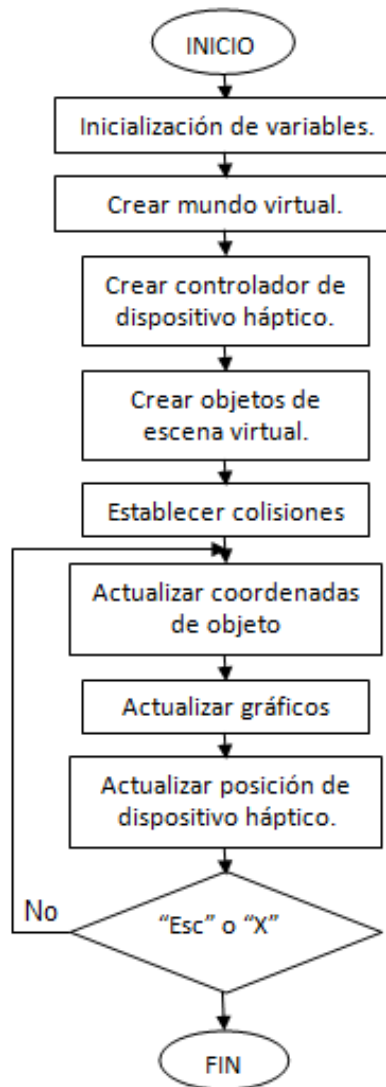 INICIO
Inicialización de variables.
Crear mundo virtual.
Crear controlador de
dispositivo háptico.
Crear objetos de
escena virtual.
Establecer colisiones
Actualizar coordenadas
de objeto
Actualizar gráficos
Actualizar posición de
dispositivo háptico.
“Esc” o “X”
No
FIN